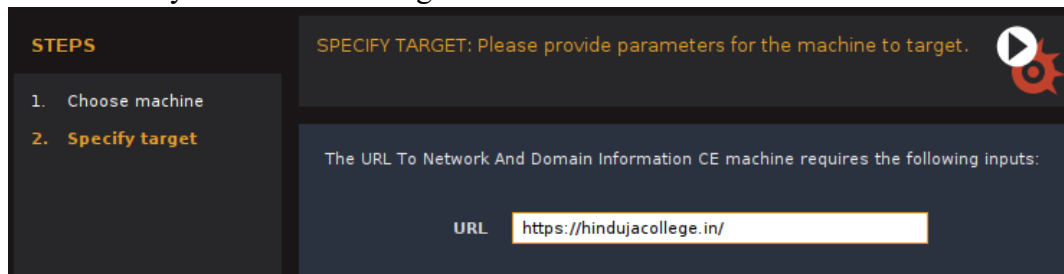 STEPS
1. Choose machine
2. Specify target
SPECIFY TARGET: Please provide parameters for the machine to target.
The URL To Network And Domain Information CE machine requires the following inputs:
URL https://hindujacollege.in/